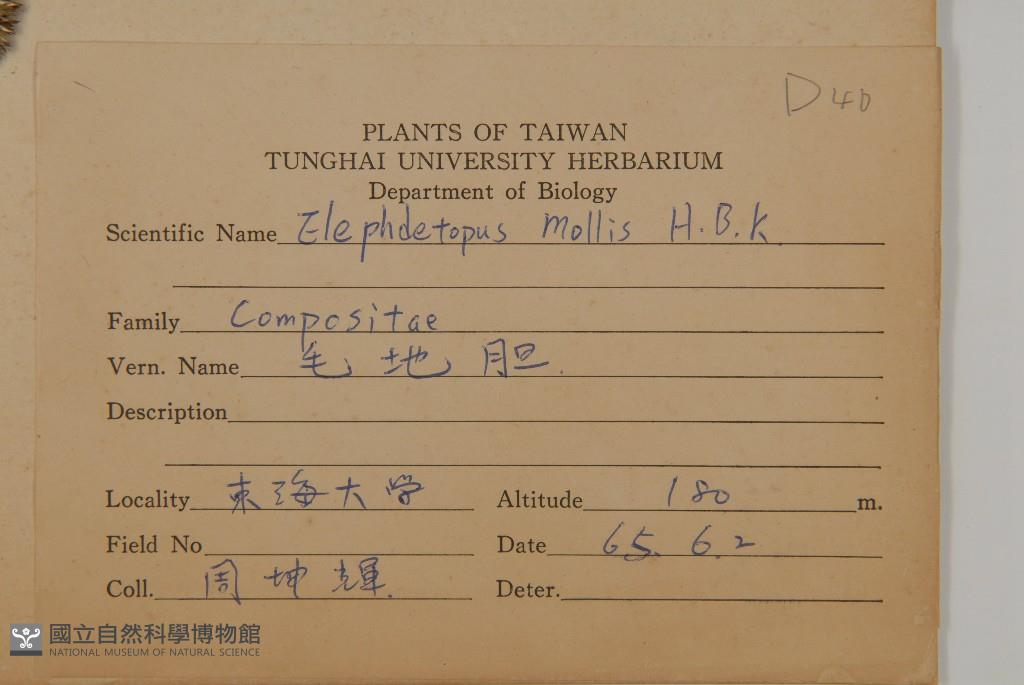 D40
PLANTS OF TAIWAN
TUNGHAI UNIVERSITY HERBARIUM
Department of Biology
Scientific Name Elephdetopus mollis H.B.K.
Family Compositae
Vern. Name 毛地胆.
Description
Locality 東海大学 Altitude 180 m.
Field No Date 65. 6.2
Coll. 周坤輝. Deter.
國立自然科學博物館
NATIONAL MUSEUM OF NATURAL SCIENCE